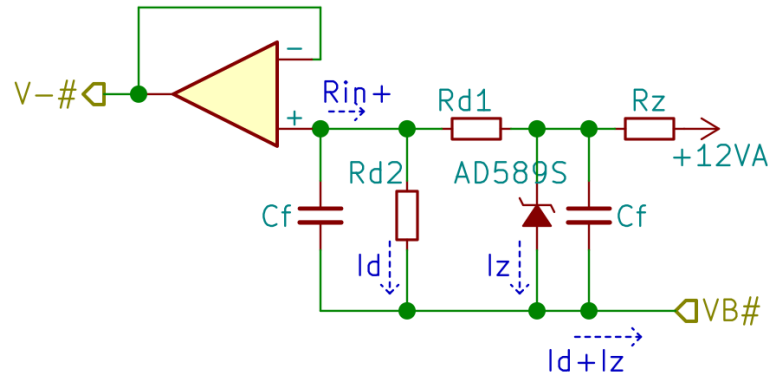 −
V-#
Rin+
+
Rd1
Rz
+12VA
Rd2
AD589S
Cf
Cf
Id
Iz
VB#
Id+Iz